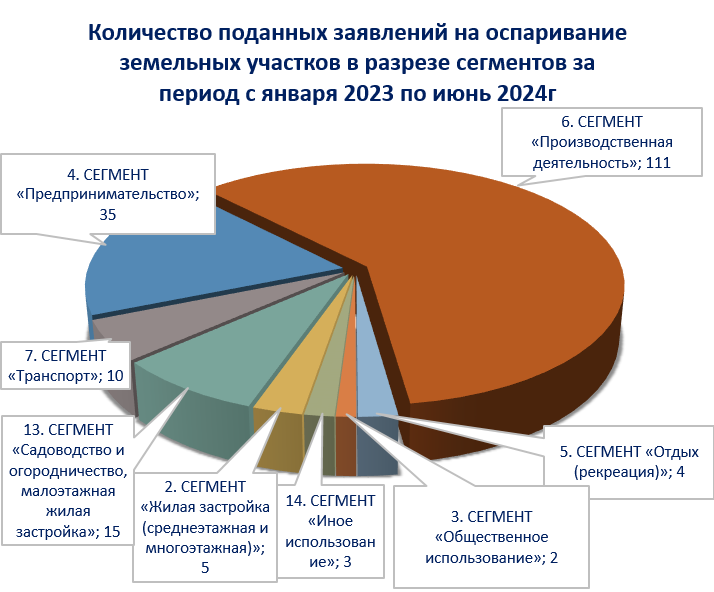 Количество поданных заявлений на оспаривание
земельных участков в разрезе сегментов за
период с января 2023 по июнь 2024г
6. СЕГМЕНТ
«Производственная
деятельность»; 111
4. СЕГМЕНТ
«Предпринимательство»;
35
7. СЕГМЕНТ
«Транспорт»; 10
13. СЕГМЕНТ
«Садоводство и
огородничество,
малоэтажная
жилая
застройка»; 15
2. СЕГМЕНТ
«Жилая застройка
(среднеэтажная и
многоэтажная)»;
5
14. СЕГМЕНТ
«Иное
использован
ие»; 3
3. СЕГМЕНТ
«Общественное
использование»; 2
5. СЕГМЕНТ «Отдых
(рекреация)»; 4